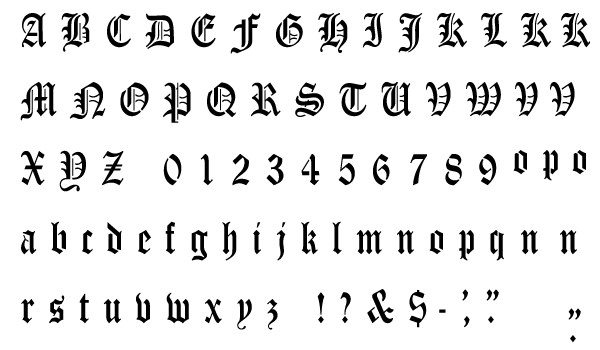 A B C D E F G H I J K L K K
M N O P Q R S T U V W V V
X Y Z 0 1 2 3 4 5 6 7 8 9 o p o
a b c d e f g h i j k l m n o p q n n
r s t u v w x y z ! ? & $ - ; ” ”.